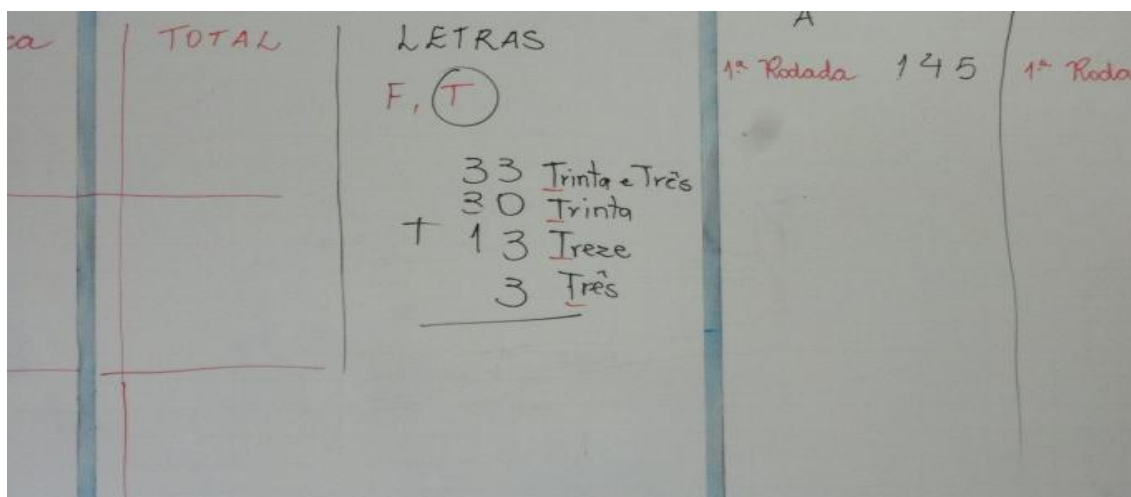 TOTAL
LETRAS
F, T
33 Trinta e Três
30 Trinta
+ 13 Treze
3 Três
A
1ª Rodada 145
1ª Roda